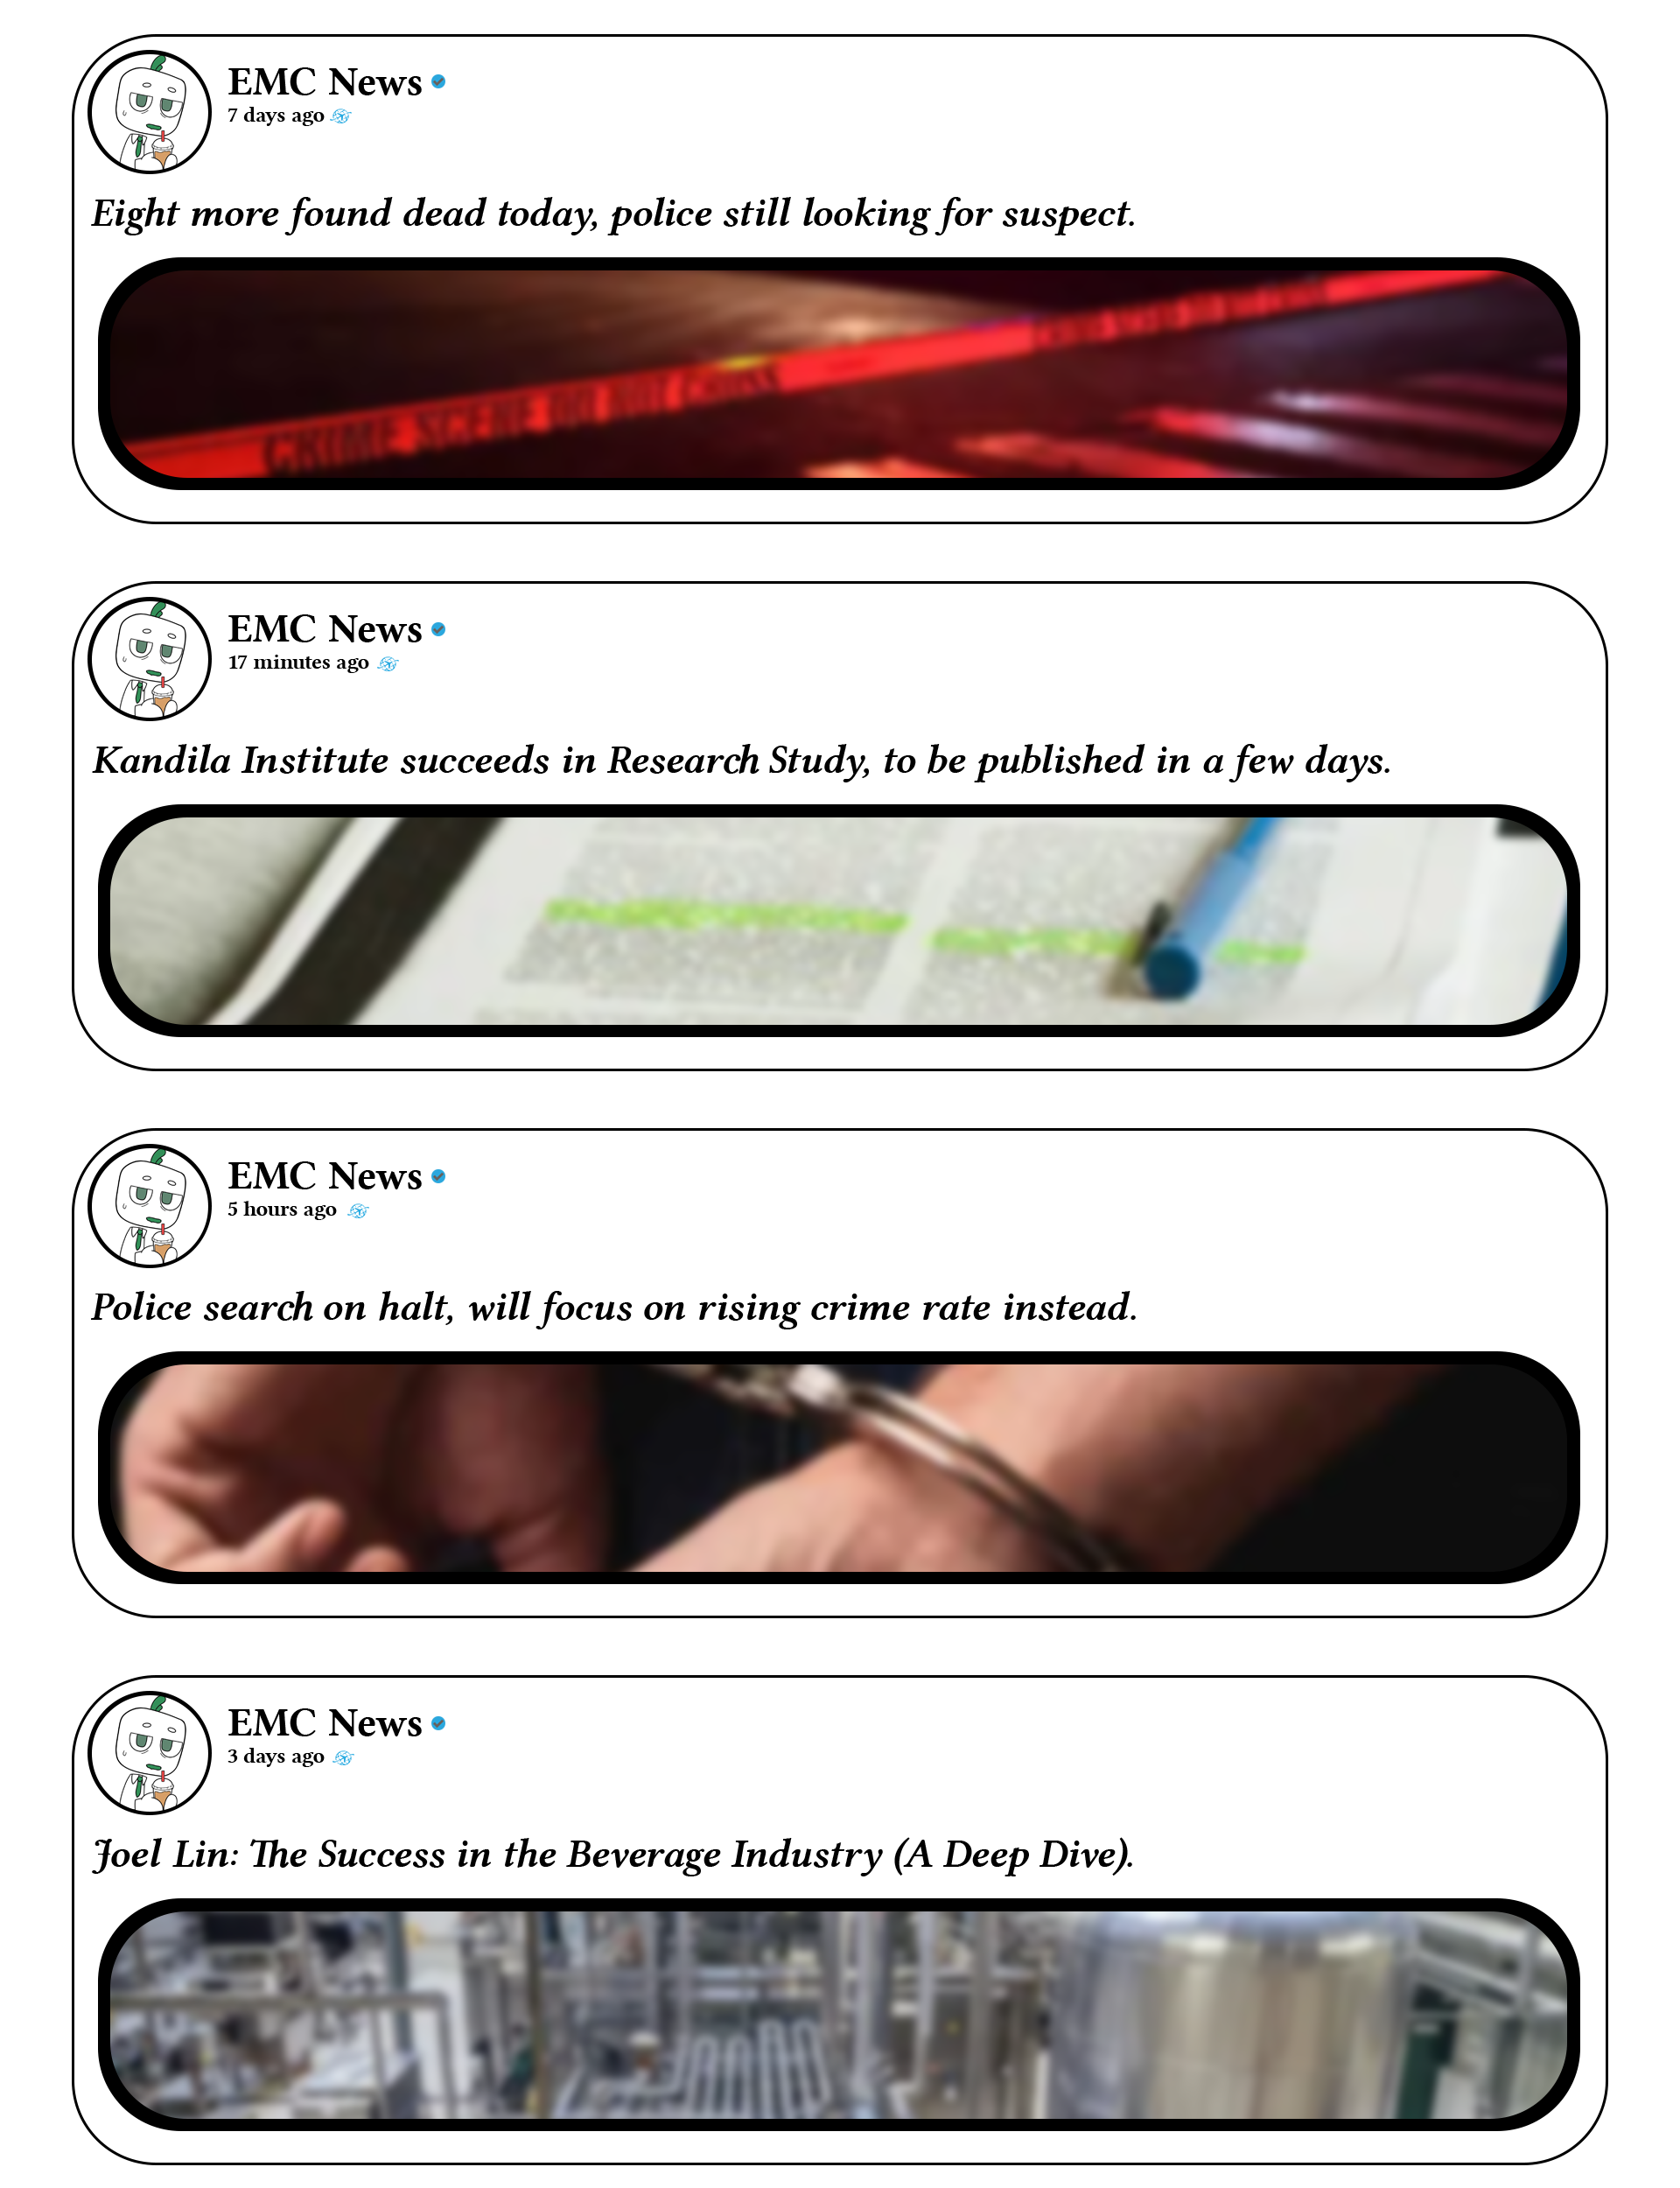 EMC News
7 days ago
Eight more found dead today, police still looking for suspect.
CRIME SCENE DO NOT CROSS
EMC News
17 minutes ago
Kandila Institute succeeds in Research Study, to be published in a few days.
EMC News
5 hours ago
Police search on halt, will focus on rising crime rate instead.
EMC News
3 days ago
Joel Lin: The Success in the Beverage Industry (A Deep Dive).